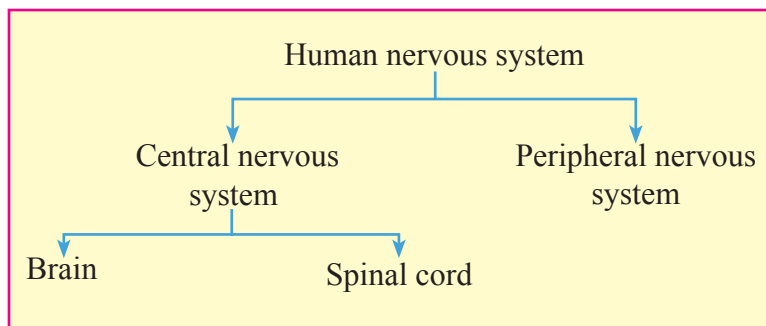 Human nervous system
Central nervous
system
Peripheral nervous
system
Brain
Spinal cord